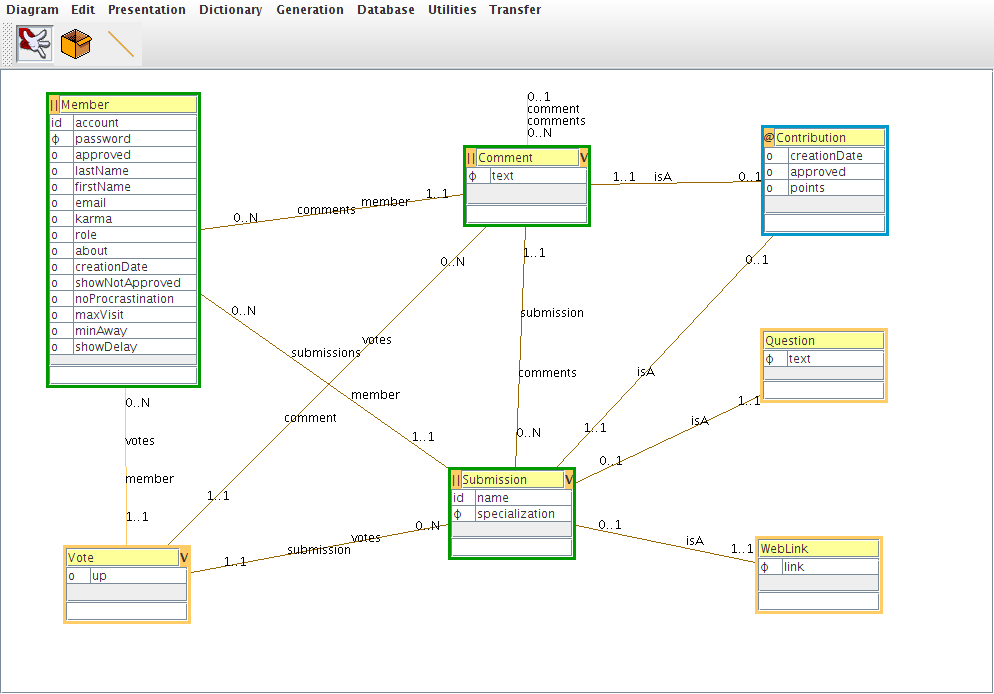 Diagram Edit Presentation Dictionary Generation Database Utilities Transfer
|| Member
id account
ϕ password
o approved
o lastName
o firstName
o email
o karma
o role
o about
o creationDate
o showNotApproved
o noProcrastination
o maxVisit
o minAway
o showDelay
0..1
comment
comments
0..N
|| Comment V
ϕ text
@ Contribution
o creationDate
o approved
o points
0..N comments member 1..1
1..1 isA 0..1
0..N
votes
comment
1..1
0..N
submissions
member
1..1
1..1
submission
comments
0..N
0..1
isA
1..1
Question
ϕ text
1..1
isA
0..1
0..N
votes
member
1..1
|| Submission V
id name
ϕ specialization
Vote V
o up
1..1 submission votes 0..N
0..1 isA 1..1
WebLink
ϕ link